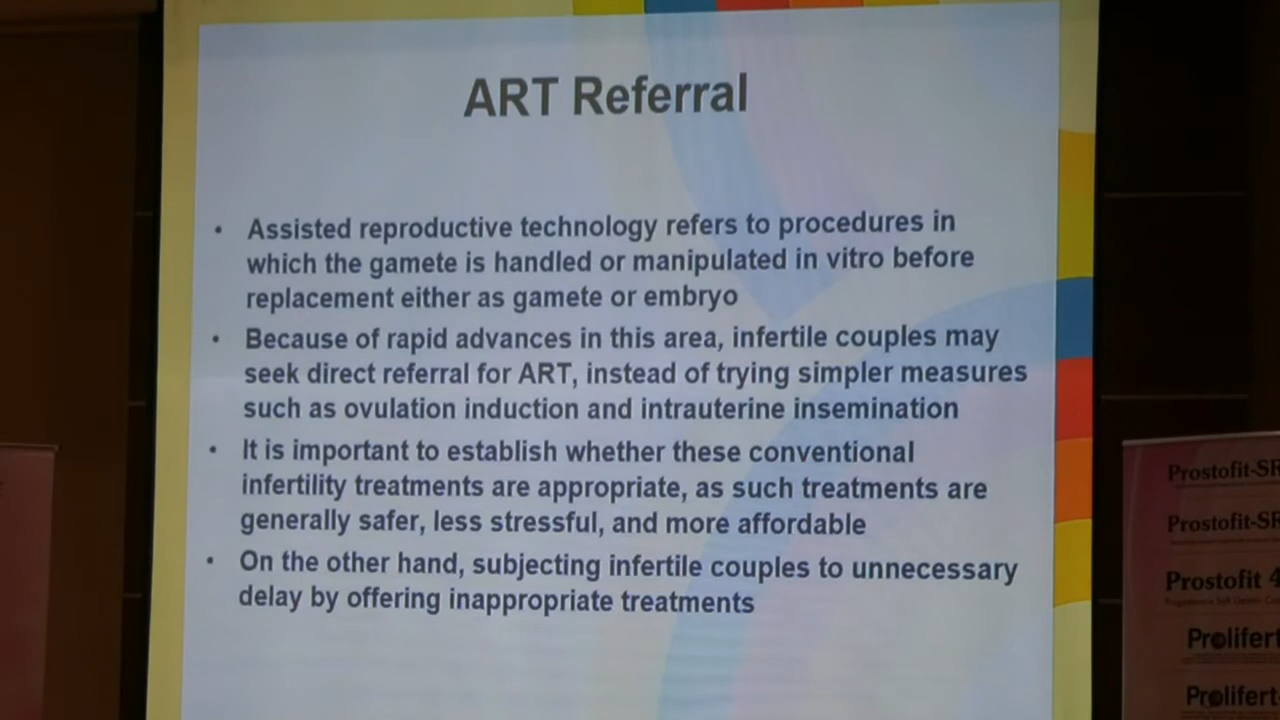 ART Referral
• Assisted reproductive technology refers to procedures in
which the gamete is handled or manipulated in vitro before
replacement either as gamete or embryo
• Because of rapid advances in this area, infertile couples may
seek direct referral for ART, instead of trying simpler measures
such as ovulation induction and intrauterine insemination
• It is important to establish whether these conventional
infertility treatments are appropriate, as such treatments are
generally safer, less stressful, and more affordable
• On the other hand, subjecting infertile couples to unnecessary
delay by offering inappropriate treatments
Prostofit-SR
Prostofit-SR
Prostofit 4
Prolifert
Prolifert